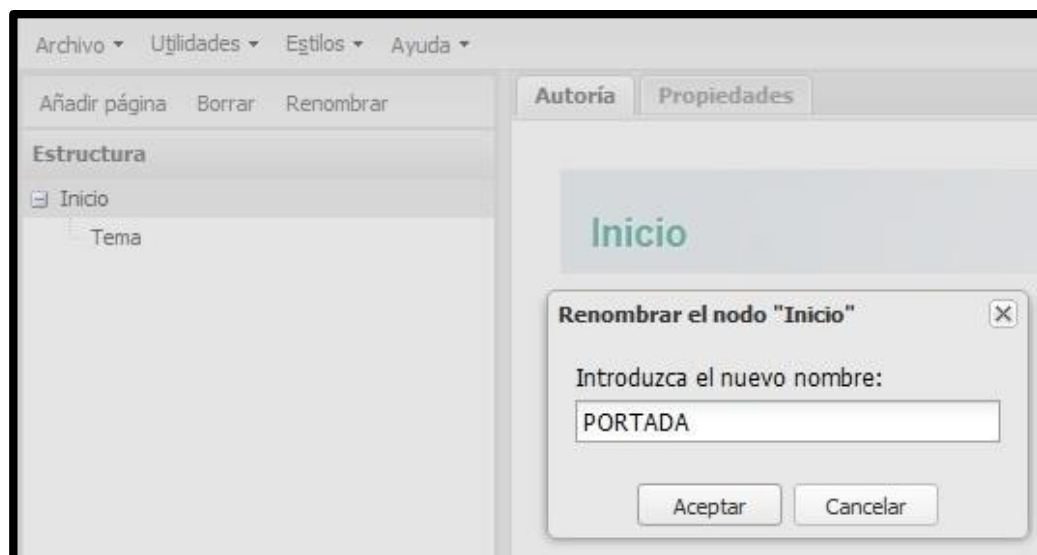 Archivo Utilidades Estilos Ayuda
Añadir página Borrar Renombrar
Estructura
Inicio
Tema
Autoría Propiedades
Inicio
Renombrar el nodo "Inicio"
Introduzca el nuevo nombre:
PORTADA
Aceptar Cancelar